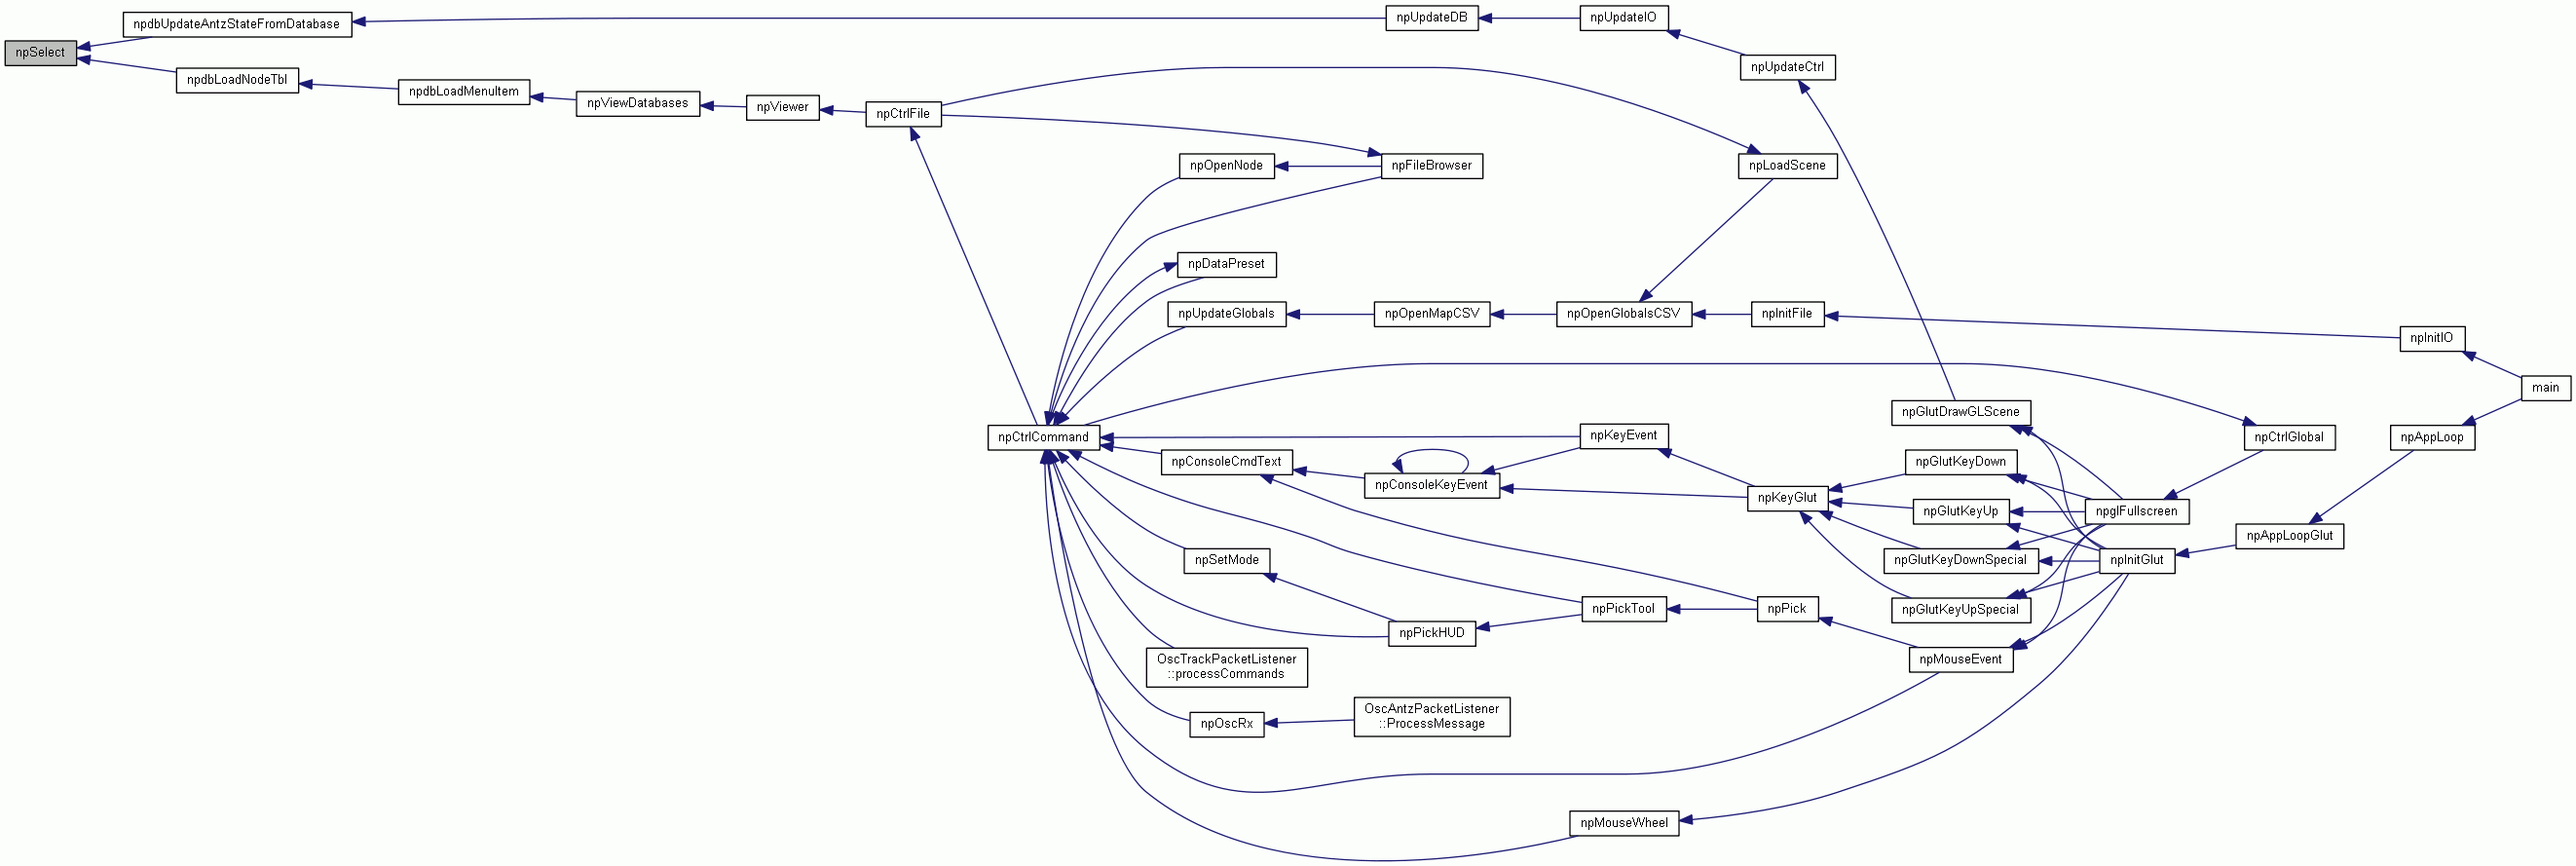 npdbUpdateAntzStateFromDatabase
npUpdateDB
npUpdateIO
npSelect
npUpdateCtrl
npdbLoadNodeTbl
npdbLoadMenuItem
npViewDatabases
npViewer
npCtrlFile
npOpenNode
npFileBrowser
npLoadScene
npDataPreset
npUpdateGlobals
npOpenMapCSV
npOpenGlobalsCSV
npInitFile
npInitIO
main
npGlutDrawGLScene
npCtrlCommand
npKeyEvent
npCtrlGlobal
npAppLoop
npConsoleCmdText
npGlutKeyDown
npConsoleKeyEvent
npKeyGlut
npGlutKeyUp
npglFullscreen
npAppLoopGlut
npSetMode
npGlutKeyDownSpecial
npInitGlut
npPickTool
npPick
npGlutKeyUpSpecial
npPickHUD
OscTrackPacketListener
::processCommands
npMouseEvent
npOscRx
OscAntzPacketListener
::ProcessMessage
npMouseWheel